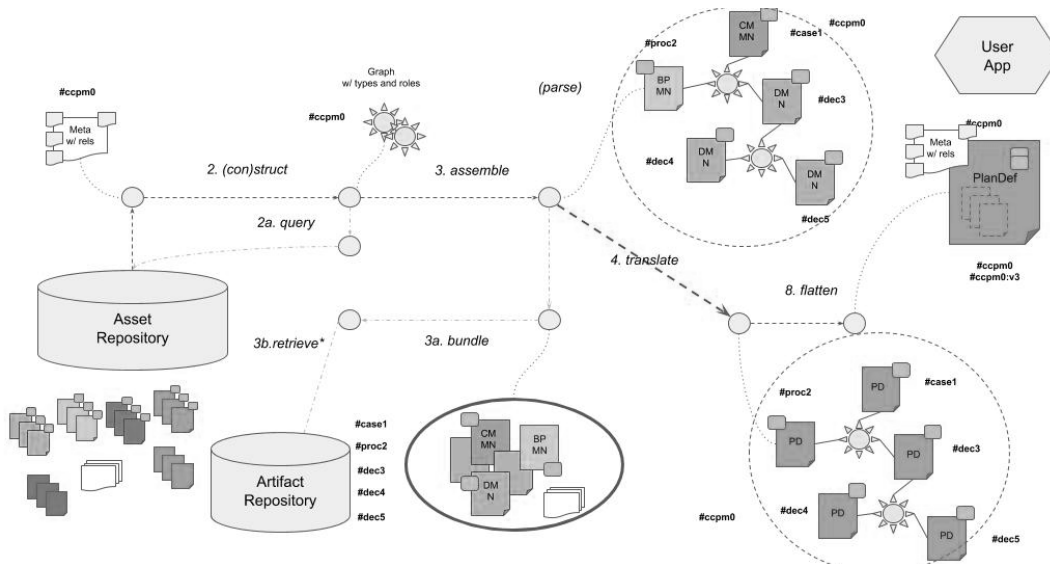 #ccpm0
Meta
w/ rels
Graph
w/ types and roles
#ccpm0
2. (con)struct
3. assemble
2a. query
(parse)
#proc2
CM
MN
#case1
#ccpm0
BP
MN
DM
N
#dec3
#dec4
DM
N
DM
N
#dec5
User
App
#ccpm0
Meta
w/ rels
PlanDef
#ccpm0
#ccpm0:v3
4. translate
8. flatten
Asset
Repository
3b.retrieve*
3a. bundle
Artifact
Repository
#case1
#proc2
#dec3
#dec4
#dec5
CM
MN
BP
MN
DM
N
#proc2
PD
#case1
PD
PD
#dec3
#dec4
PD
PD
#dec5
#ccpm0